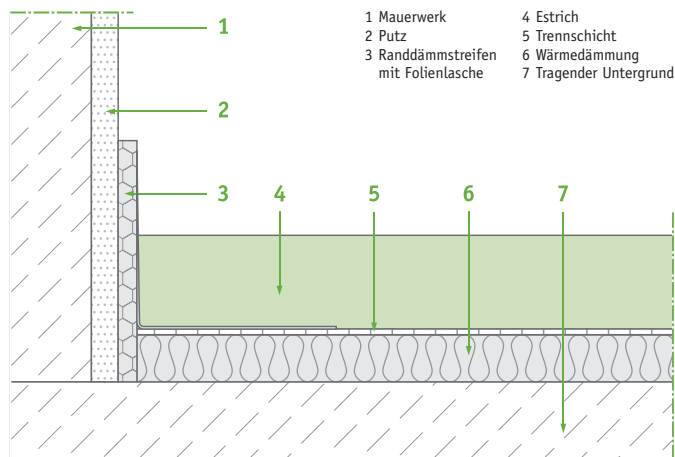 1 Mauerwerk
2 Putz
3 Randdämmstreifen
mit Folienlasche
4 Estrich
5 Trennschicht
6 Wärmedämmung
7 Tragender Untergrund
1
2
3
4
5
6
7